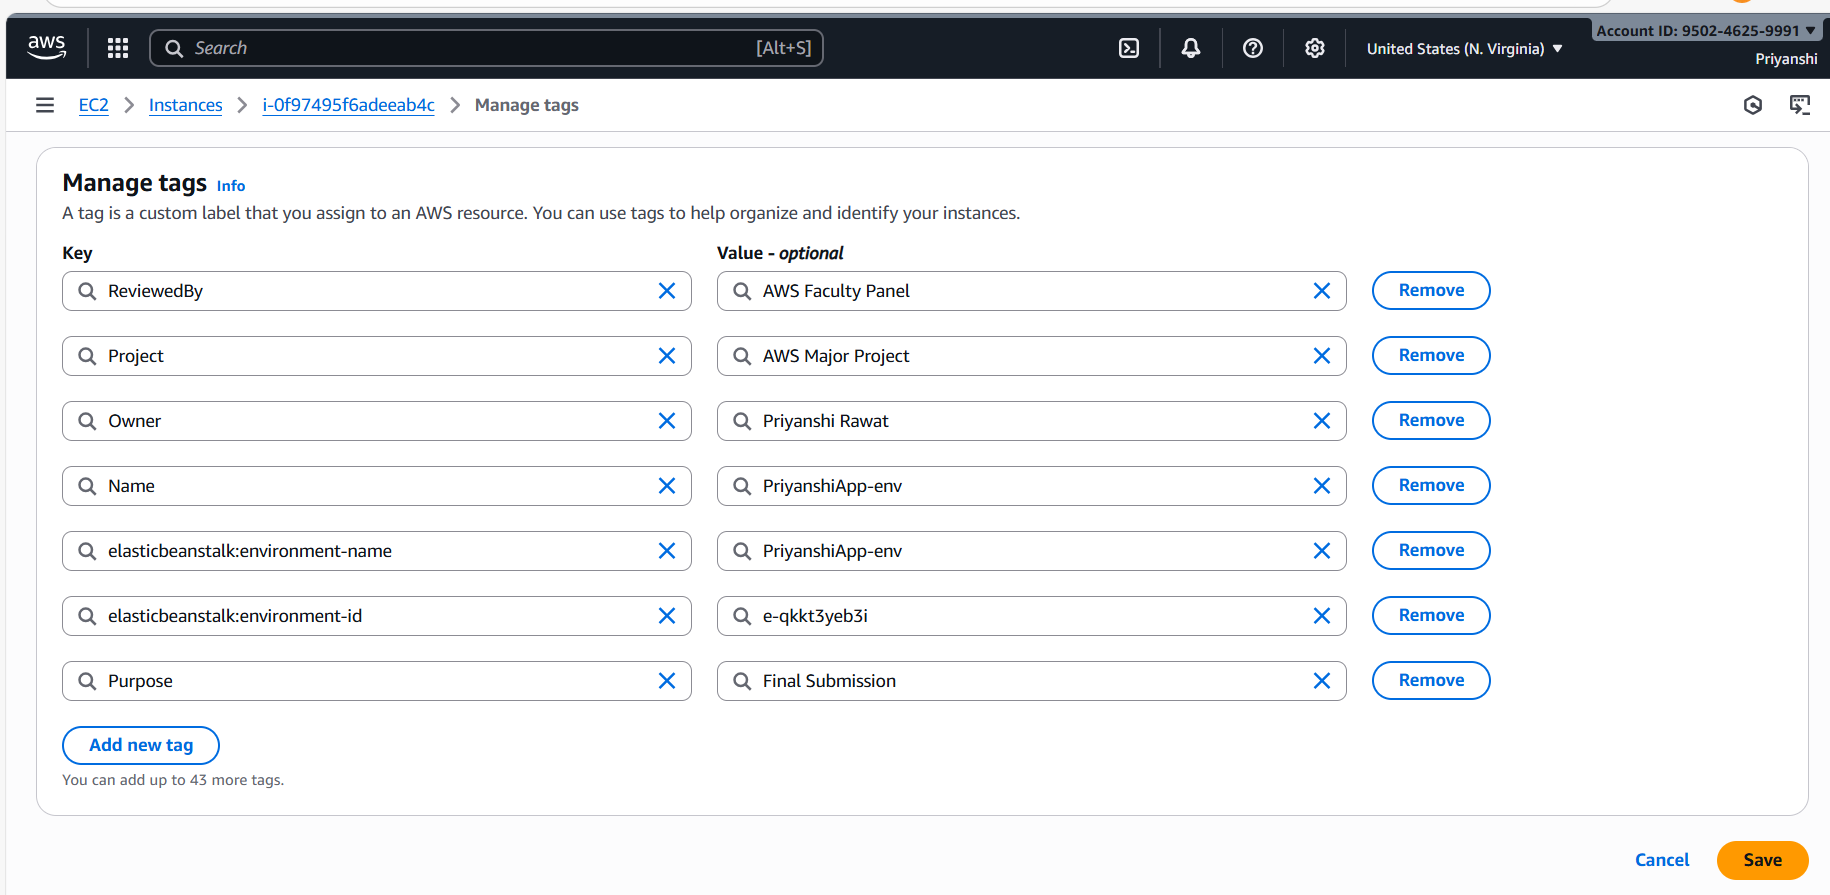 aws
Search [Alt+S]
United States (N. Virginia)
Account ID: 9502-4625-9991
Priyanshi
EC2 Instances i-0f97495f6adeeab4c Manage tags
Manage tags Info
A tag is a custom label that you assign to an AWS resource. You can use tags to help organize and identify your instances.
Key Value - optional
ReviewedBy AWS Faculty Panel Remove
Project AWS Major Project Remove
Owner Priyanshi Rawat Remove
Name PriyanshiApp-env Remove
elasticbeanstalk:environment-name PriyanshiApp-env Remove
elasticbeanstalk:environment-id e-qkkt3yeb3i Remove
Purpose Final Submission Remove
Add new tag
You can add up to 43 more tags.
Cancel Save